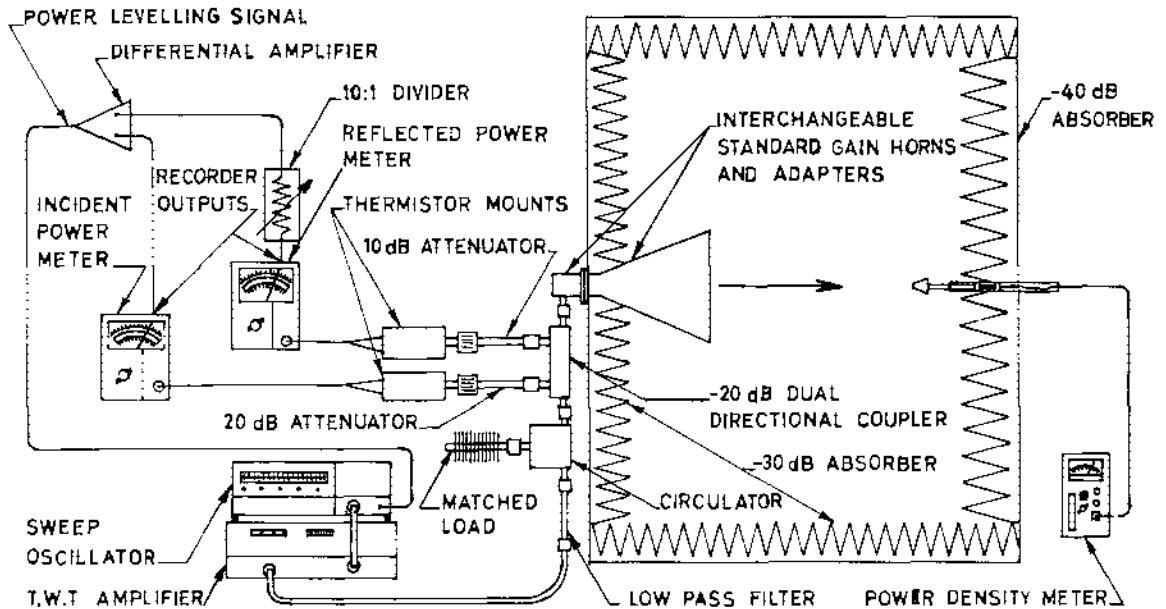 POWER LEVELLING SIGNAL
DIFFERENTIAL AMPLIFIER
10:1 DIVIDER
REFLECTED POWER
METER
RECORDER
OUTPUTS
INCIDENT
POWER
METER
THERMISTOR MOUNTS
10 dB ATTENUATOR
INTERCHANGEABLE
STANDARD GAIN HORNS
AND ADAPTERS
-40 dB
ABSORBER
20 dB ATTENUATOR
-20 dB DUAL
DIRECTIONAL COUPLER
-30 dB ABSORBER
MATCHED
LOAD
CIRCULATOR
SWEEP
OSCILLATOR
T.W.T AMPLIFIER
LOW PASS FILTER
POWER DENSITY METER